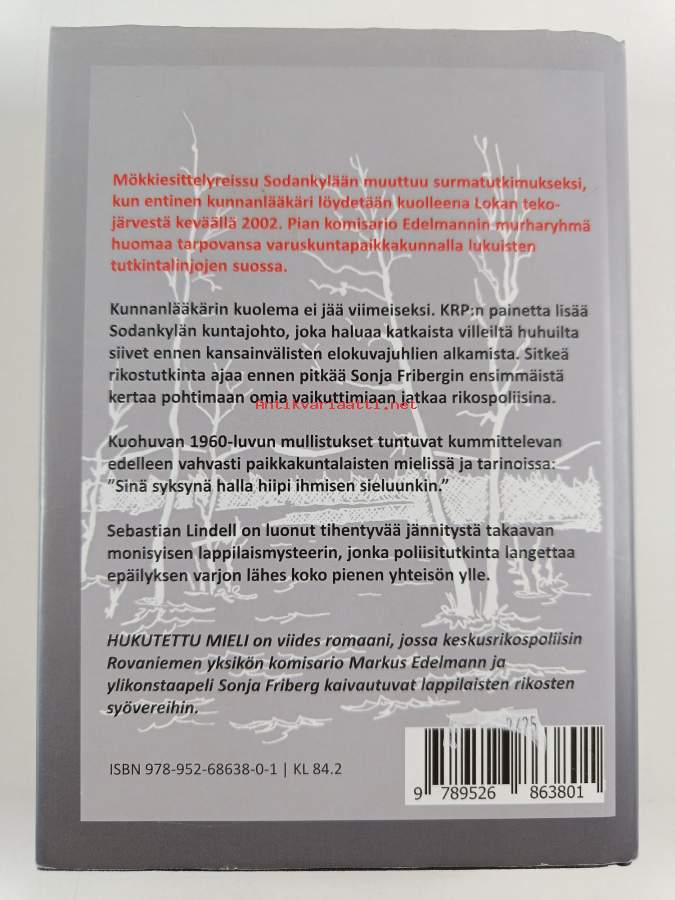 Mökkiesittelyreissu Sodankylään muuttuu surmatutkimukseksi,
kun entinen kunnanlääkäri löydetään kuolleena Lokan teko-
järvestä keväällä 2002. Pian komisario Edelmannin murharyhmä
huomaa tarpovansa varuskuntapaikkakunnalla lukuisten
tutkintalinjojen suossa.
Kunnanlääkärin kuolema ei jää viimeiseksi. KRP:n painetta lisää
Sodankylän kuntajohto, joka haluaa katkaista villeiltä huhuilta
siivet ennen kansainvälisten elokuvajuhlien alkamista. Sitkeä
rikostutkinta ajaa ennen pitkää Sonja Fribergin ensimmäistä
kertaa pohtimaan omia vaikuttimiaan jatkaa rikospoliisina.
Antikvariaatti.net
Kuohuvan 1960-luvun mullistukset tuntuvat kummittelevan
edelleen vahvasti paikkakuntalaisten mielissä ja tarinoissa:
”Sinä syksynä halla hiipi ihmisen sieluunkin.”
Sebastian Lindell on luonut tihentyvää jännitystä takaavan
monisyisen lappilaismysteerin, jonka poliisitutkinta langettaa
epäilyksen varjon lähes koko pienen yhteisön ylle.
HUKUTETTU MIELI on viides romaani, jossa keskusrikospoliisin
Rovaniemen yksikön komisario Markus Edelmann ja
ylikonstaapeli Sonja Friberg kaivautuvat lappilaisten rikosten
syövereihin.
ISBN 978-952-68638-0-1 | KL 84.2
9 789526 863801